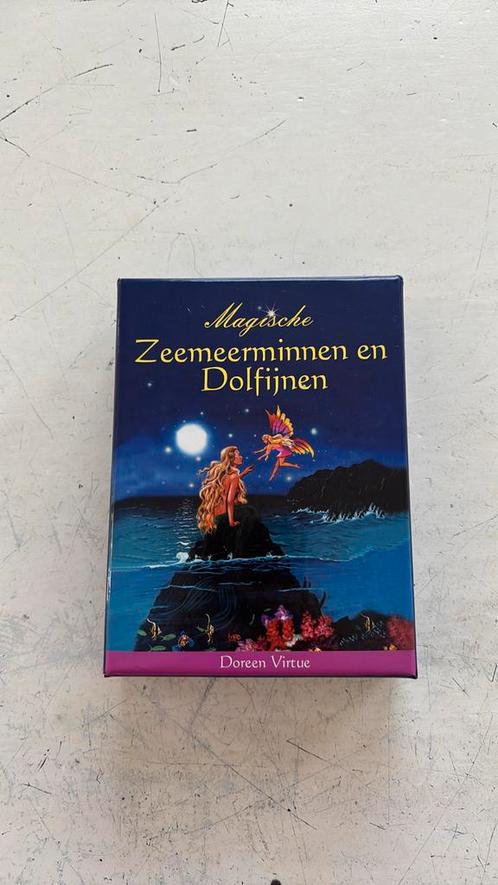 Magische
Zeemeerminnen en
Dolfijnen
Doreen Virtue